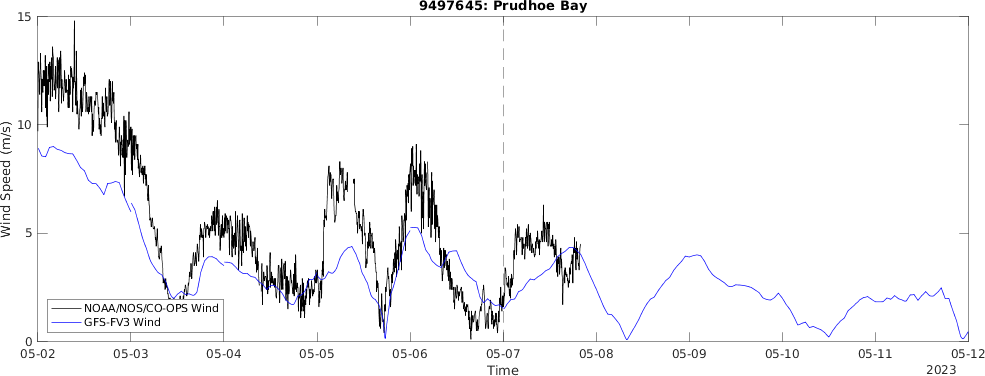 9497645: Prudhoe Bay
15
10
5
0
Wind Speed (m/s)
NOAA/NOS/CO-OPS Wind
GFS-FV3 Wind
05-02 05-03 05-04 05-05 05-06 05-07 05-08 05-09 05-10 05-11 05-12
Time
2023